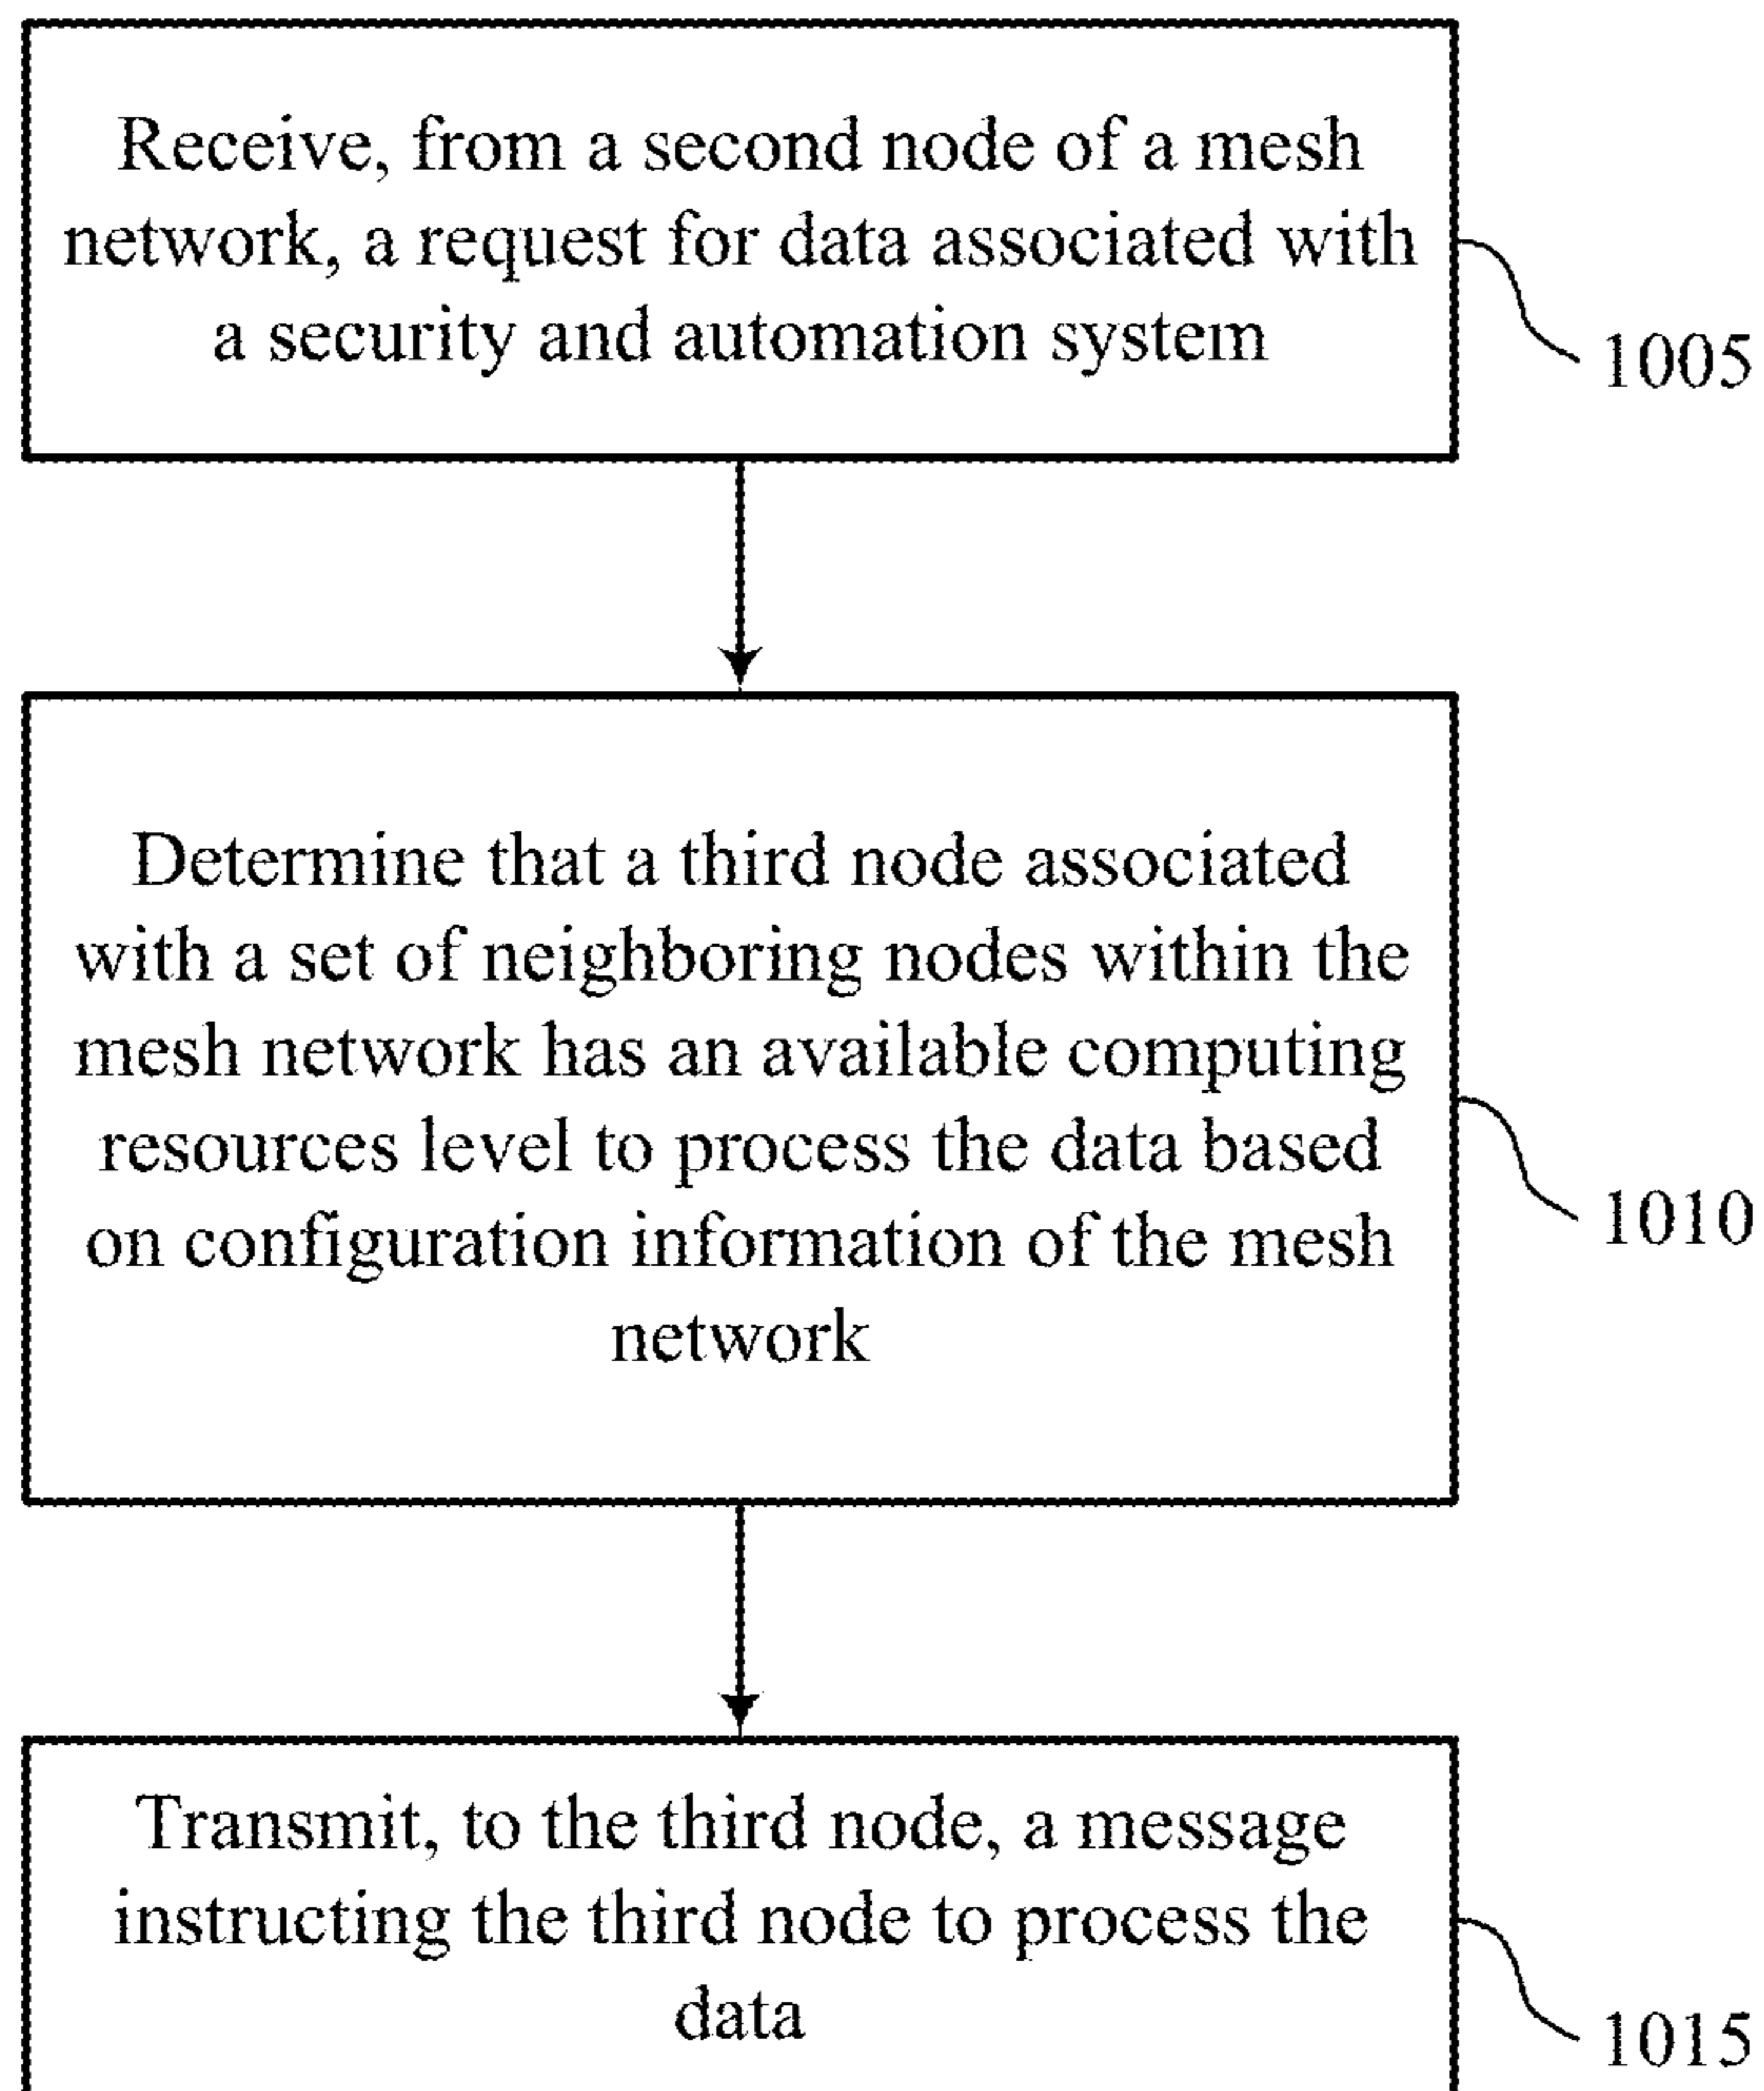 Receive, from a second node of a mesh
network, a request for data associated with
a security and automation system
1005
Determine that a third node associated
with a set of neighboring nodes within the
mesh network has an available computing
resources level to process the data based
on configuration information of the mesh
network
1010
Transmit, to the third node, a message
instructing the third node to process the
data
1015